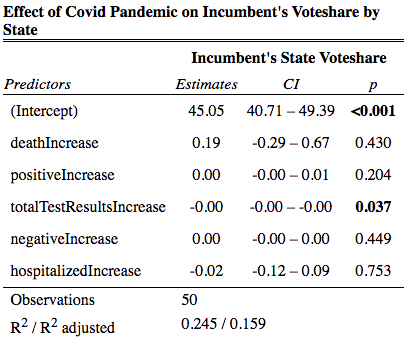 Effect of Covid Pandemic on Incumbent's Voteshare by
State
Incumbent's State Voteshare
Predictors Estimates CI p
(Intercept) 45.05 40.71 – 49.39 <0.001
deathIncrease 0.19 -0.29 – 0.67 0.430
positiveIncrease 0.00 -0.00 – 0.01 0.204
totalTestResultsIncrease -0.00 -0.00 – -0.00 0.037
negativeIncrease 0.00 -0.00 – 0.00 0.449
hospitalizedIncrease -0.02 -0.12 – 0.09 0.753
Observations 50
R2 / R2 adjusted 0.245 / 0.159